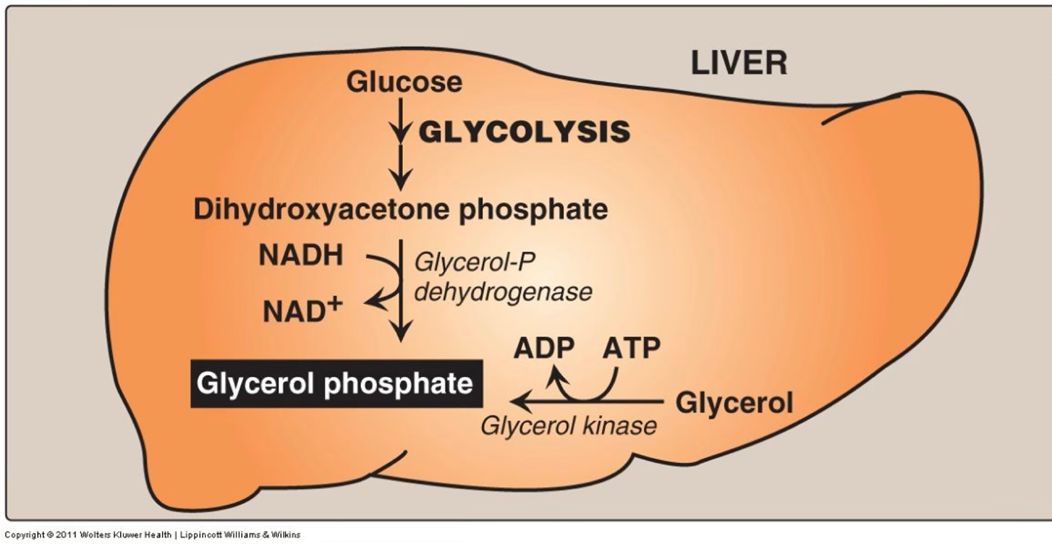 LIVER
Glucose
GLYCOLYSIS
Dihydroxyacetone phosphate
NADH
Glycerol-P
dehydrogenase
NAD+
ADP ATP
Glycerol phosphate
Glycerol
Glycerol kinase
Copyright © 2011 Wolters Kluwer Health | Lippincott Williams & Wilkins